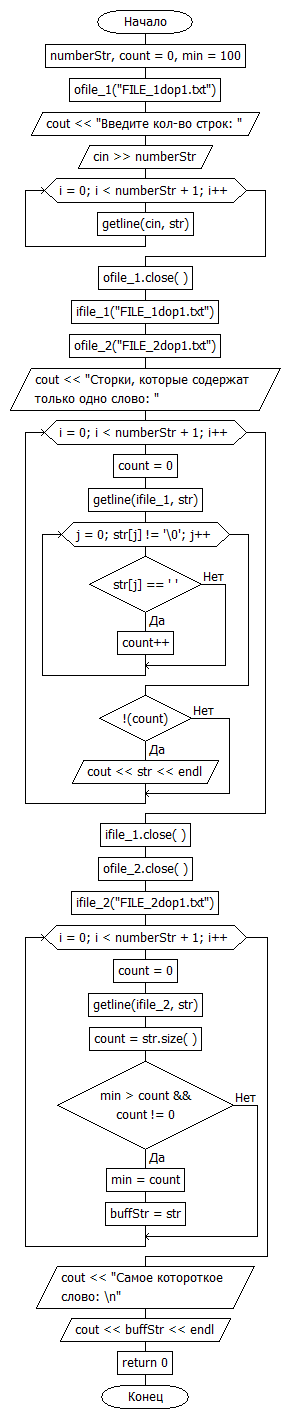 Начало
numberStr, count = 0, min = 100
ofile_1("FILE_1dop1.txt")
cout << "Введите кол-во строк: "
cin >> numberStr
i = 0; i < numberStr + 1; i++
getline(cin, str)
ofile_1.close( )
ifile_1("FILE_1dop1.txt")
ofile_2("FILE_2dop1.txt")
cout << "Сторки, которые содержат
только одно слово: "
i = 0; i < numberStr + 1; i++
count = 0
getline(ifile_1, str)
j = 0; str[j] != '\0'; j++
str[j] == ' '
Нет
Да
count++
!(count)
Нет
Да
cout << str << endl
ifile_1.close( )
ofile_2.close( )
ifile_2("FILE_2dop1.txt")
i = 0; i < numberStr + 1; i++
count = 0
getline(ifile_2, str)
count = str.size( )
min > count &&
count != 0
Нет
Да
min = count
buffStr = str
cout << "Самое котороткое
слово: \n"
cout << buffStr << endl
return 0
Конец